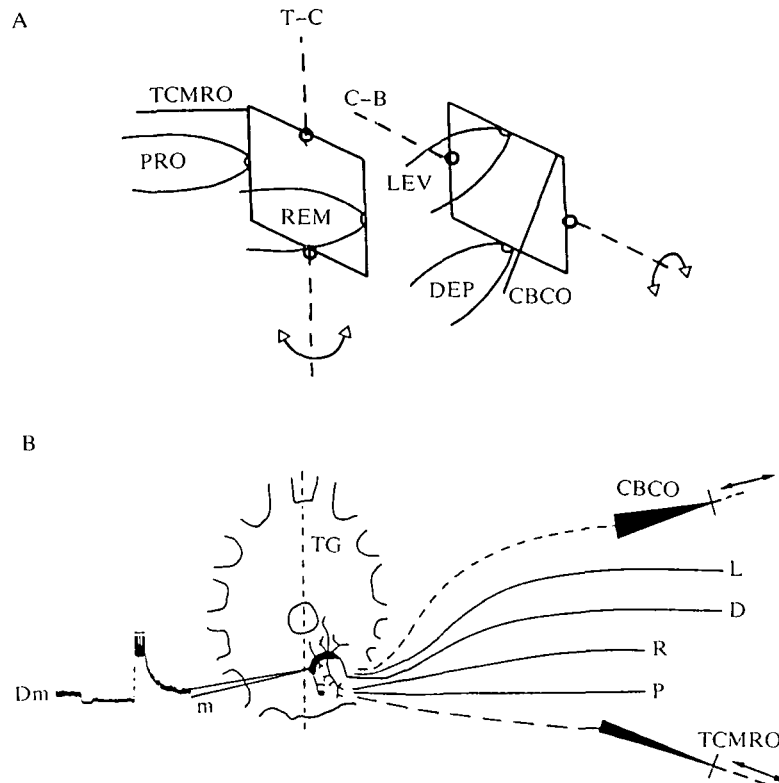 A
T-C
TCMRO
C-B
PRO
LEV
REM
DEP
CBCO
B
CBCO
TG
L
D
R
Dm
m
P
TCMRO